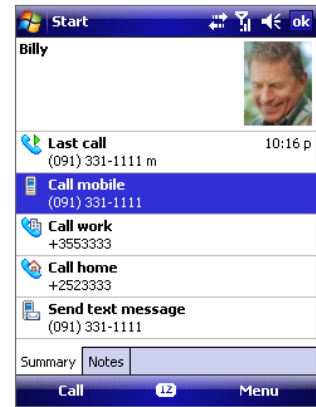 Start
ok
Billy
Last call 10:16 p
(091) 331-1111 m
Call mobile
(091) 331-1111
Call work
+3553333
Call home
+2523333
Send text message
(091) 331-1111
Summary Notes
Call 12 Menu